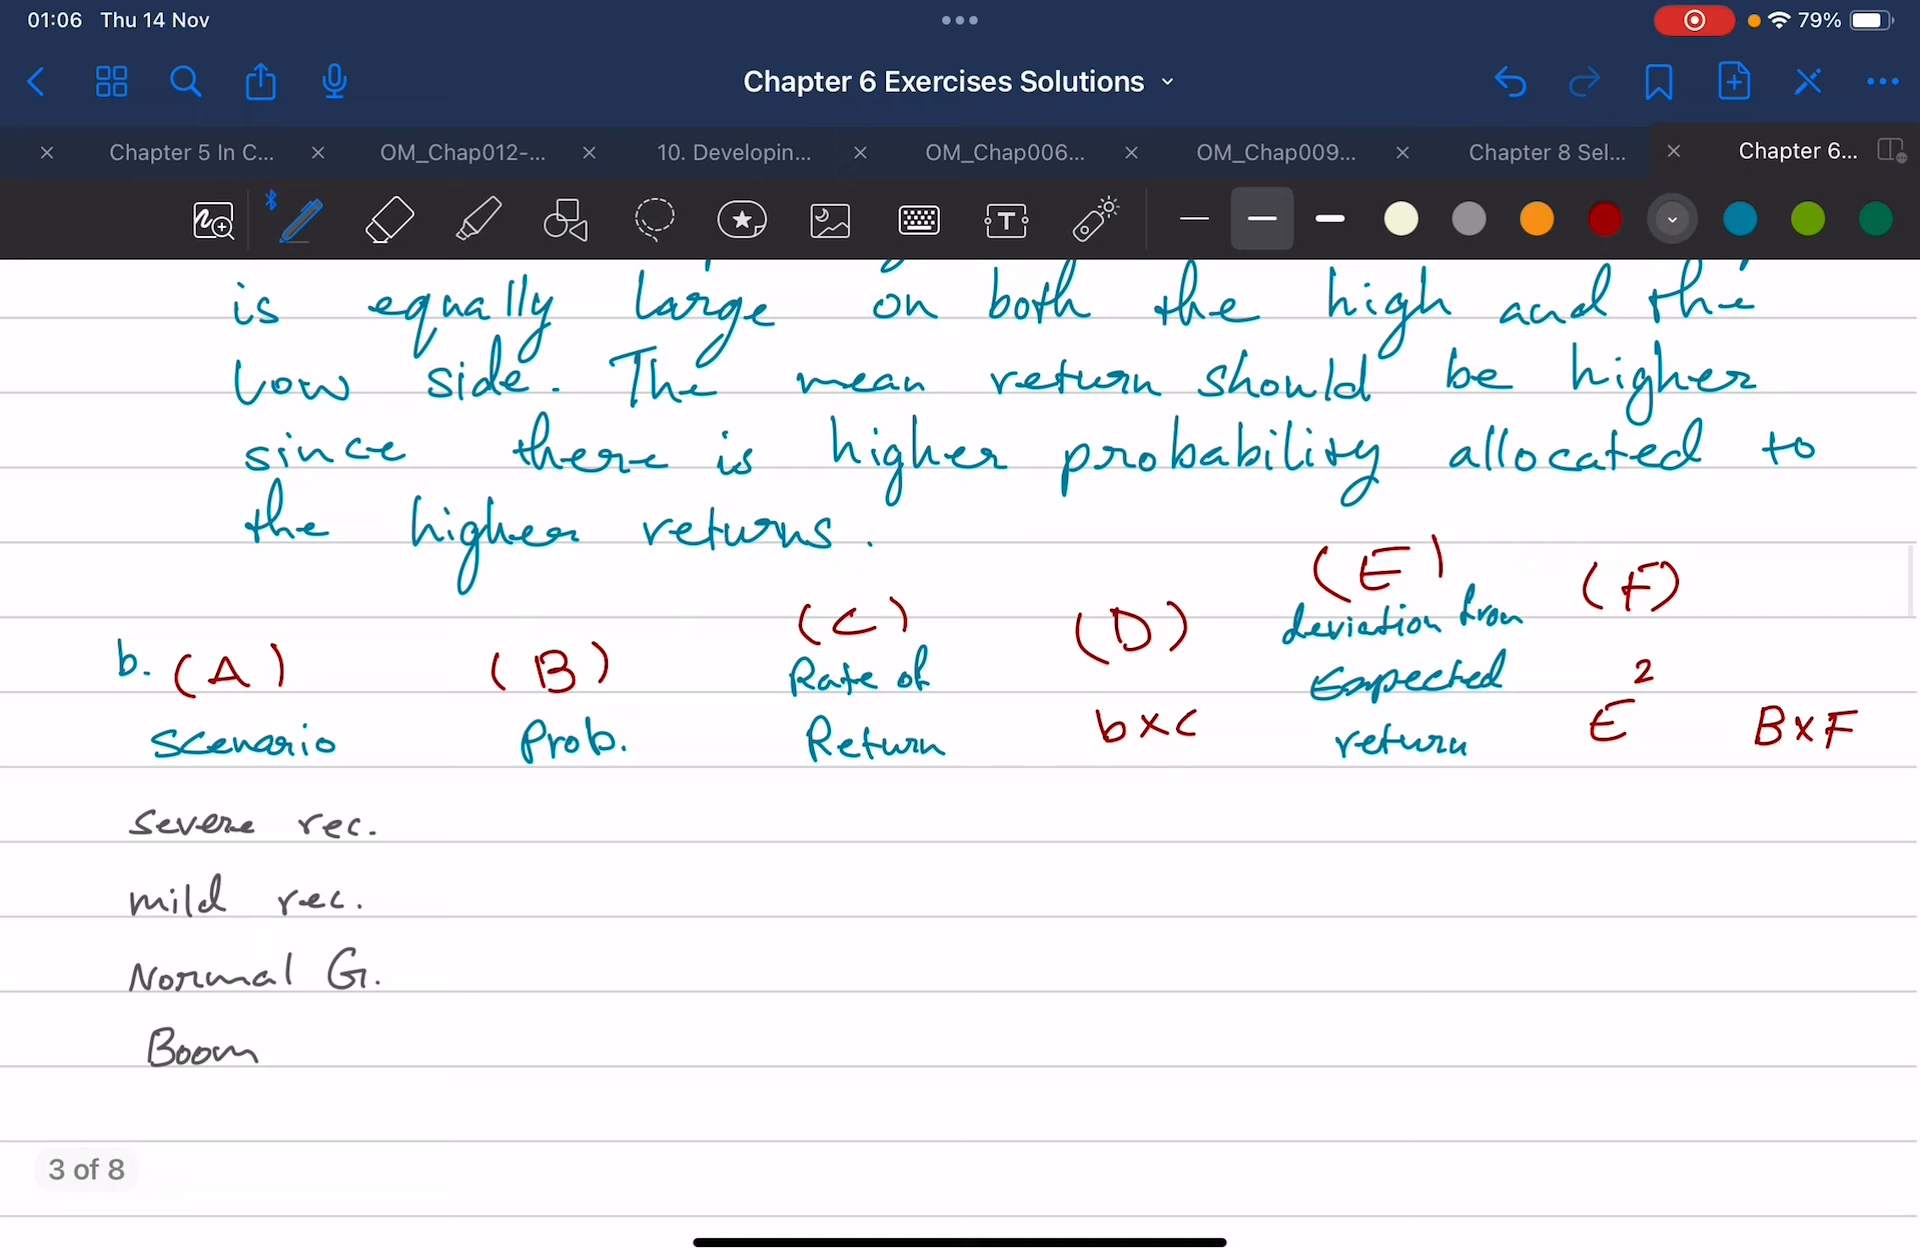 01:06 Thu 14 Nov
79%
Chapter 6 Exercises Solutions
Chapter 5 In C...
OM_Chap012-...
10. Developin...
OM_Chap006...
OM_Chap009...
Chapter 8 Sel...
Chapter 6...
is equally large on both the high and the
low side. The mean return should be higher
since there is higher probability allocated to
the higher returns.
b. (A) (B) (C) (D) (E) (F)
Scenario Prob. Rate of Return b×C deviation from Expected return E² B×F
Severe rec.
mild rec.
Normal G.
Boom
3 of 8